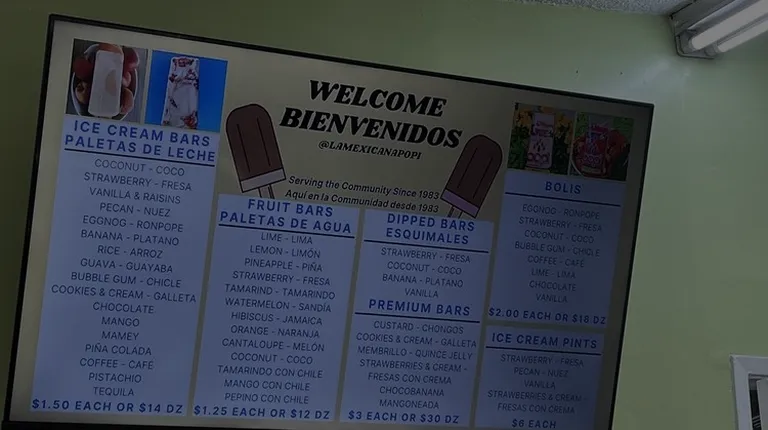 WELCOME
BIENVENIDOS
@LAMEXICANAPOPI
Serving the Community Since 1983
Aquí en la Comunidad desde 1983
ICE CREAM BARS
PALETAS DE LECHE
COCONUT - COCO
STRAWBERRY - FRESA
VANILLA & RAISINS
PECAN - NUEZ
EGGNOG - RONPOPE
BANANA - PLATANO
RICE - ARROZ
GUAVA - GUAYABA
BUBBLE GUM - CHICLE
COOKIES & CREAM - GALLETA
CHOCOLATE
MANGO
MAMEY
PIÑA COLADA
COFFEE - CAFÉ
PISTACHIO
TEQUILA
$1.50 EACH OR $14 DZ
FRUIT BARS
PALETAS DE AGUA
LIME - LIMA
LEMON - LIMÓN
PINEAPPLE - PIÑA
STRAWBERRY - FRESA
TAMARIND - TAMARINDO
WATERMELON - SANDÍA
HIBISCUS - JAMAICA
ORANGE - NARANJA
CANTALOUPE - MELÓN
COCONUT - COCO
TAMARINDO CON CHILE
MANGO CON CHILE
PEPINO CON CHILE
$1.25 EACH OR $12 DZ
DIPPED BARS
ESQUIMALES
STRAWBERRY - FRESA
COCONUT - COCO
BANANA - PLATANO
VANILLA
PREMIUM BARS
CUSTARD - CHONGOS
COOKIES & CREAM - GALLETA
MEMBRILLO - QUINCE JELLY
STRAWBERRIES & CREAM -
FRESAS CON CREMA
CHOCOBANANA
MANGONEADA
$3 EACH OR $30 DZ
BOLIS
EGGNOG - RONPOPE
STRAWBERRY - FRESA
COCONUT - COCO
BUBBLE GUM - CHICLE
COFFEE - CAFÉ
LIME - LIMA
CHOCOLATE
VANILLA
$2.00 EACH OR $18 DZ
ICE CREAM PINTS
STRAWBERRY - FRESA
PECAN - NUEZ
VANILLA
STRAWBERRIES & CREAM -
FRESAS CON CREMA
$6 EACH